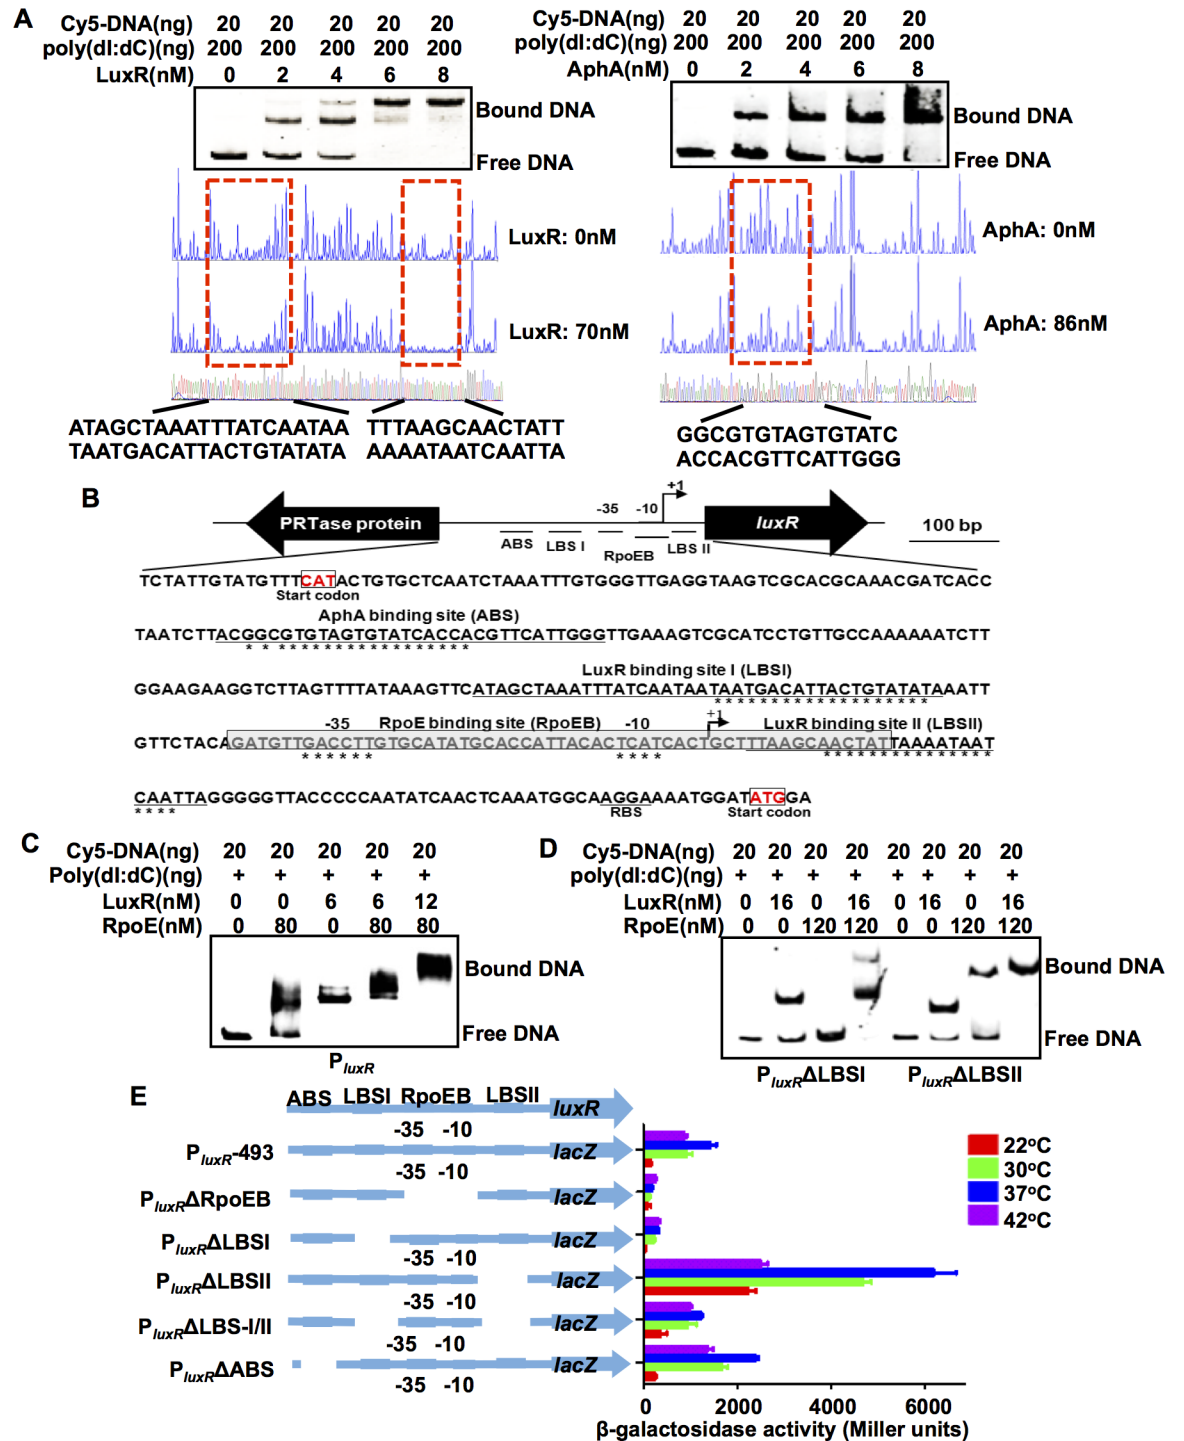 A
Cy5-DNA(ng) 20 20 20 20 20
poly(dI:dC)(ng) 200 200 200 200 200
LuxR(nM) 0 2 4 6 8
Bound DNA
Free DNA
LuxR: 0nM
LuxR: 70nM
ATAGCTAAATTTATCAATAA TTTAAGCAACTATT
TAATGACATTACTGTATATA AAAATAATCAATTA
Cy5-DNA(ng) 20 20 20 20 20
poly(dI:dC)(ng) 200 200 200 200 200
AphA(nM) 0 2 4 6 8
Bound DNA
Free DNA
AphA: 0nM
AphA: 86nM
GGCGTGTAGTGTATC
ACCACGTTCATTGGG
B
+1
-35 -10
PRTase protein
luxR
100 bp
ABS LBS I RpoEB LBS II
TCTATTGTATGTTTCATACTGTGCTCAATCTAAATTTGTGGGTTGAGGTAAGTCGCACGCAAACGATCACC
Start codon
AphA binding site (ABS)
TAATCTTACGGCGTGTAGTGTATCACCACGTTCATTGGGTTGAAAGTCGCATCCTGTTGCCAAAAAATCTT
* * * * * * * * * * * * * * * * * * *
LuxR binding site I (LBSI)
GGAAGAAGGTCTTAGTTTTATAAAGTTCATAGCTAAATTTATCAATAATAATGACATTACTGTATATAAATT
* * * * * * * * * * * * * * * * * * * *
-35 RpoE binding site (RpoEB) -10 +1 LuxR binding site II (LBSII)
GTTCTACAGATGTTGACCTTGTGCATATGCACCATTACACTCATCACTGCTTTAAGCAACTATTAAAATAAT
* * * * * * * * * * * * * * * * * * * * * * * * *
CAATTAGGGGGTTACCCCCAATATCAACTCAAATGGCAAGGAAAATGGATATGGA
* * * * RBS Start codon
C
Cy5-DNA(ng) 20 20 20 20 20
Poly(dI:dC)(ng) + + + + +
LuxR(nM) 0 0 6 6 12
RpoE(nM) 0 80 0 80 80
Bound DNA
Free DNA
PluxR
D
Cy5-DNA(ng) 20 20 20 20 20 20 20 20
poly(dI:dC)(ng) + + + + + + + +
LuxR(nM) 0 16 0 16 0 16 0 16
RpoE(nM) 0 0 120 120 0 0 120 120
Bound DNA
Free DNA
PluxRΔLBSI PluxRΔLBSII
E
ABS LBSI RpoEB LBSII
luxR
-35 -10
PluxR-493 lacZ
-35 -10
PluxRΔRpoEB lacZ
PluxRΔLBSI lacZ
-35 -10
PluxRΔLBSII lacZ
-35 -10
PluxRΔLBS-I/II lacZ
-35 -10
PluxRΔABS lacZ
-35 -10
22oC
30oC
37oC
42oC
0 2000 4000 6000
β-galactosidase activity (Miller units)